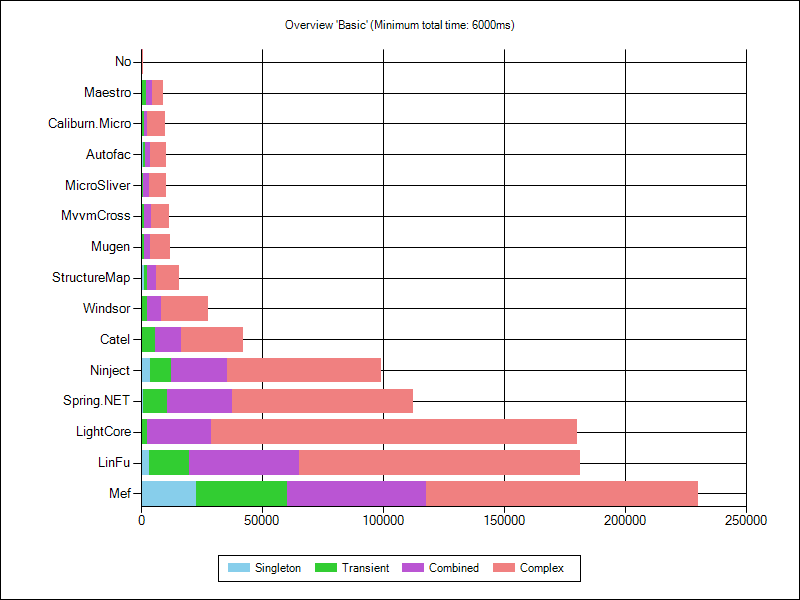 Overview 'Basic' (Minimum total time: 6000ms)
No
Maestro
Caliburn.Micro
Autofac
MicroSliver
MvvmCross
Mugen
StructureMap
Windsor
Catel
Ninject
Spring.NET
LightCore
LinFu
Mef
0 50000 100000 150000 200000 250000
Singleton Transient Combined Complex